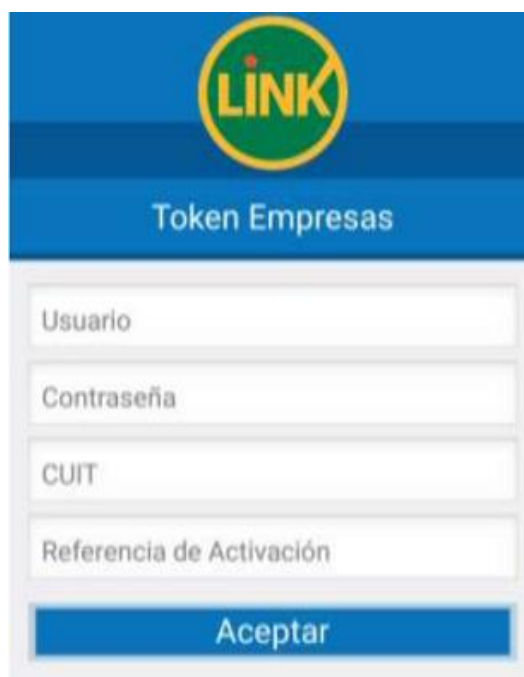 LiNK
Token Empresas
Usuario
Contraseña
CUIT
Referencia de Activación
Aceptar